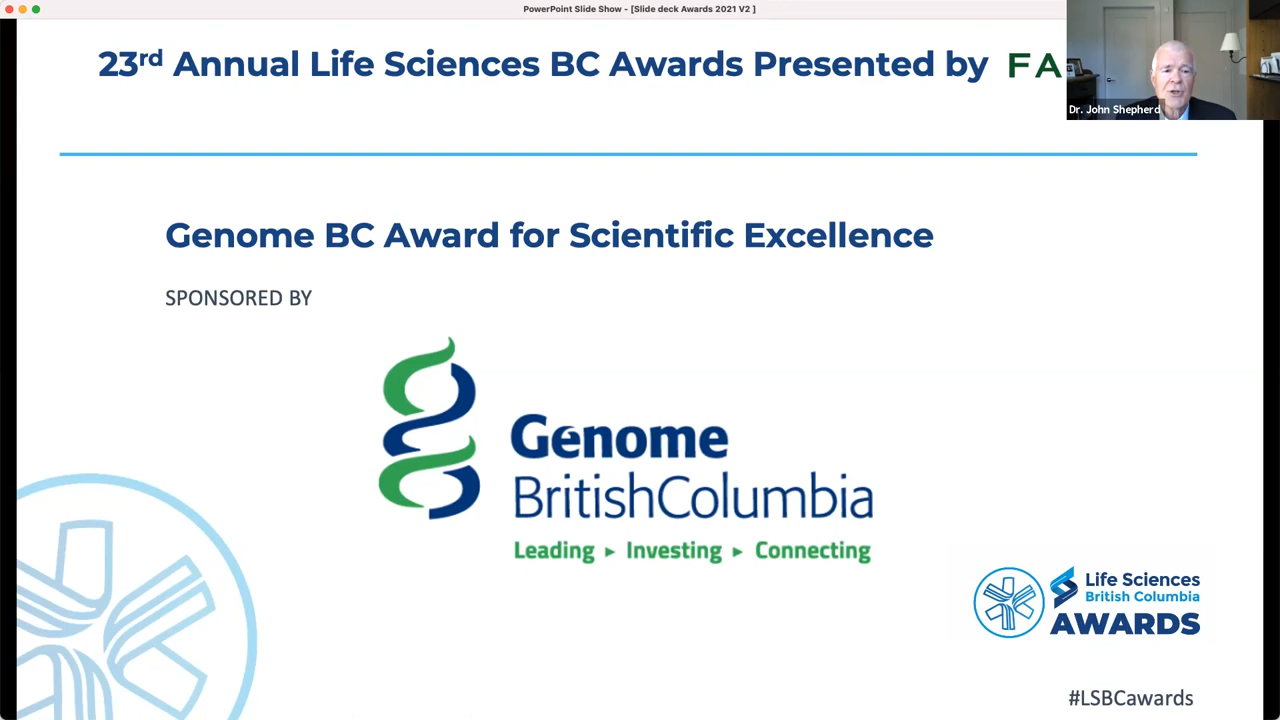 PowerPoint Slide Show - [Slide deck Awards 2021 V2 ]
23rd Annual Life Sciences BC Awards Presented by FA
Dr. John Shepherd
Genome BC Award for Scientific Excellence
SPONSORED BY
Genome
BritishColumbia
Leading ▸ Investing ▸ Connecting
Life Sciences
British Columbia
AWARDS
#LSBCawards